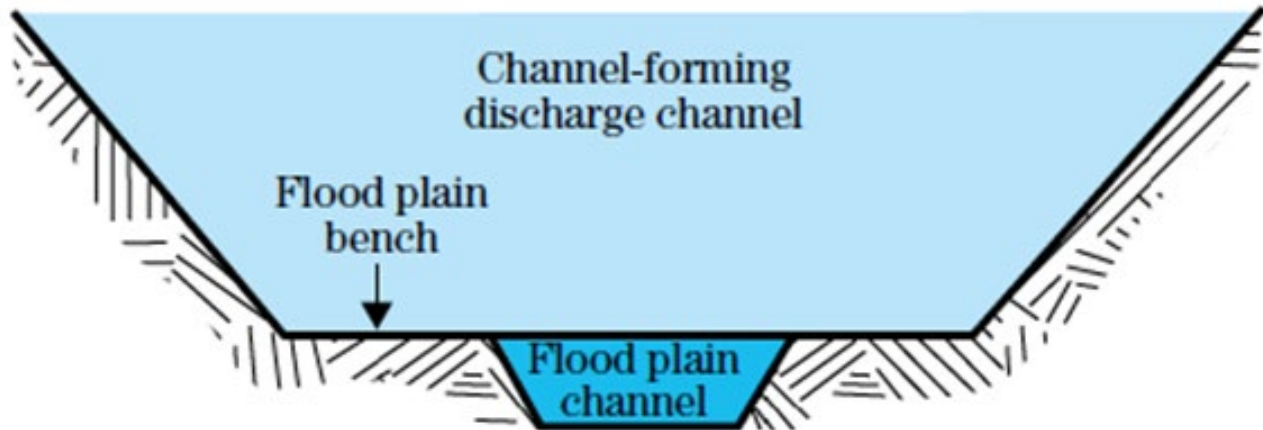 Channel-forming
discharge channel
Flood plain
bench
Flood plain
channel